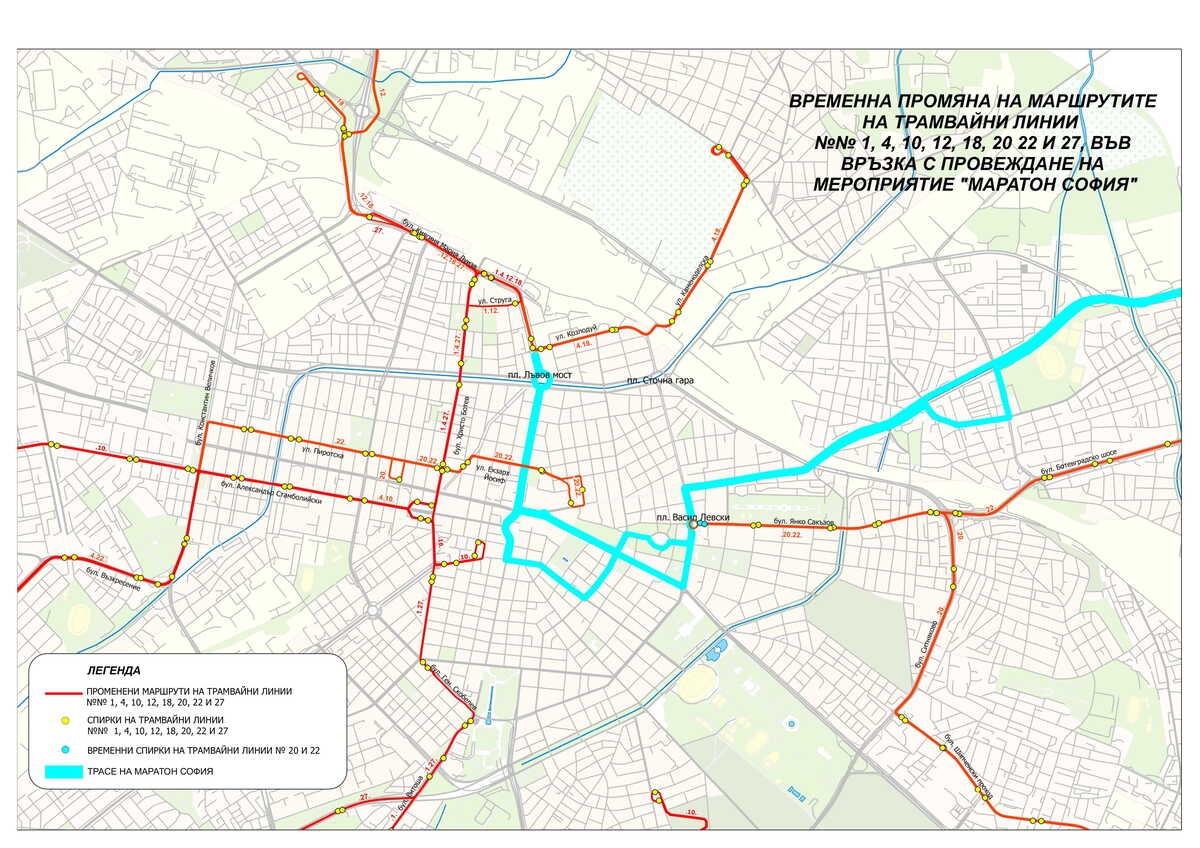 ВРЕМЕННА ПРОМЯНА НА МАРШРУТИТЕ
НА ТРАМВАЙНИ ЛИНИИ
№№ 1, 4, 10, 12, 18, 20 22 И 27, ВЪВ
ВРЪЗКА С ПРОВЕЖДАНЕ НА
МЕРОПРИЯТИЕ "МАРАТОН СОФИЯ"
.12.
.18.
.12.18.
.27.
бул. Княгиня Мария Луиза
.12.18.27.
.1.4.12.18.
ул. Струга
1.12.
.4.18.
ул. Каменоделска
ул. Козлодуй
4.18.
1.4.27.
пл. Лъвов мост
пл. Сточна гара
бул. Константин Величков
1.4.27.
бул. Христо Ботев
22.
ул. Пиротска
20.22
20.
20.22
ул. Екзарх
Йосиф
20.22
.10.
бул. Александър Стамболийски
4.10.
.10.
4.22
бул. Възкресение
1.27.
пл. Васил Левски
бул. Янко Сакъзов
20.22.
22.
бул. Ботевградско шосе
20.
20.
бул. Ситняково
бул. Шипченски проход
бул. Ген. Скобелев
1.27.
бул. Витоша
27.
1.
.10.
ЛЕГЕНДА
ПРОМЕНЕНИ МАРШРУТИ НА ТРАМВАЙНИ ЛИНИИ
№№ 1, 4, 10, 12, 18, 20, 22 И 27
СПИРКИ НА ТРАМВАЙНИ ЛИНИИ
№№ 1, 4, 10, 12, 18, 20, 22 И 27
ВРЕМЕННИ СПИРКИ НА ТРАМВАЙНИ ЛИНИИ № 20 И 22
ТРАСЕ НА МАРАТОН СОФИЯ